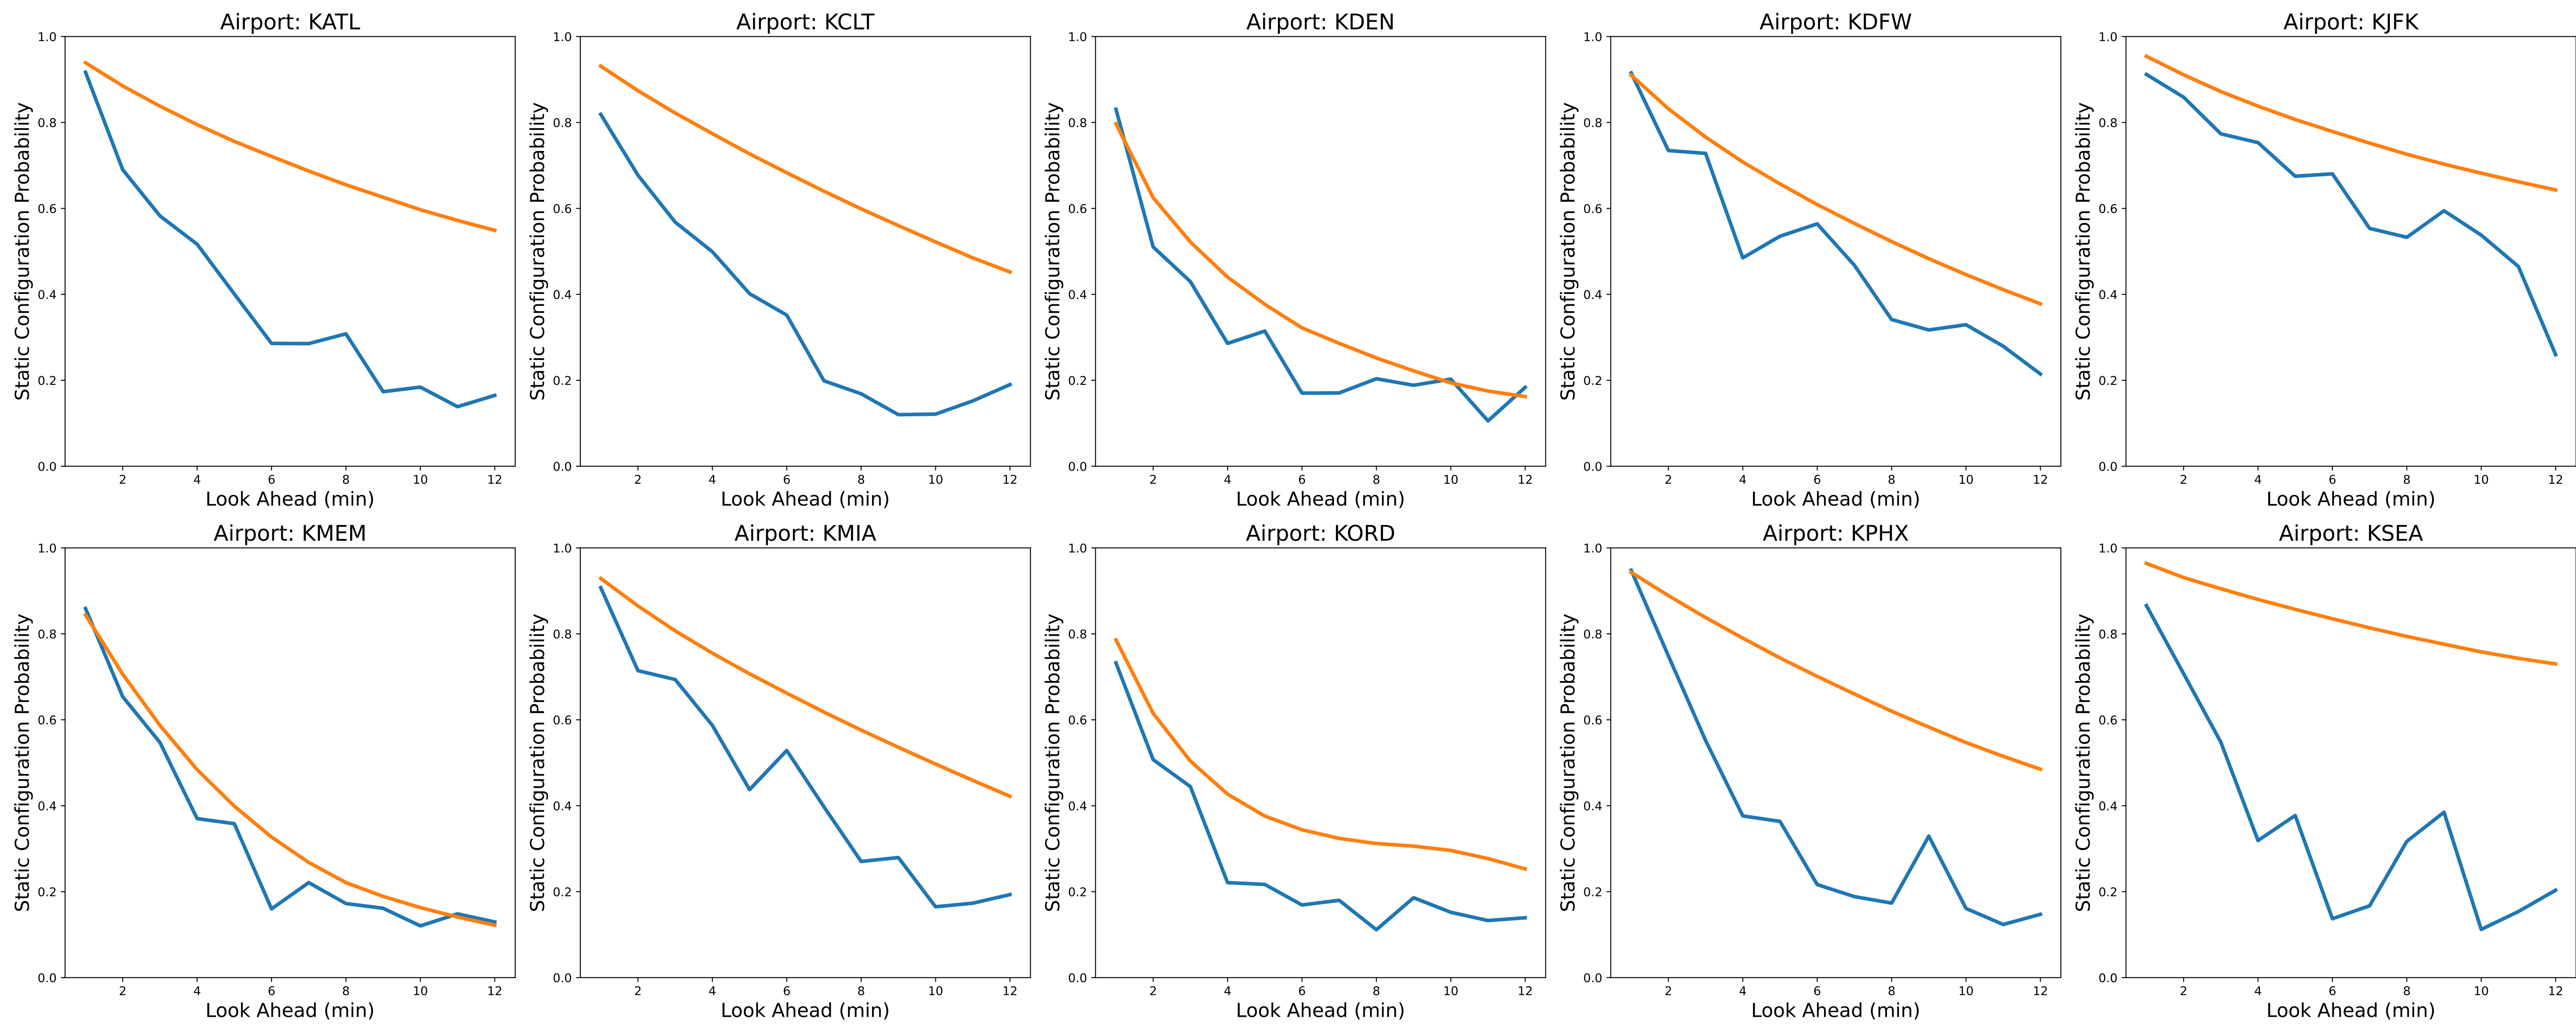 Airport: KATL
Static Configuration Probability
1.0
0.8
0.6
0.4
0.2
0.0
2 4 6 8 10 12
Look Ahead (min)
Airport: KCLT
Static Configuration Probability
1.0
0.8
0.6
0.4
0.2
0.0
2 4 6 8 10 12
Look Ahead (min)
Airport: KDEN
Static Configuration Probability
1.0
0.8
0.6
0.4
0.2
0.0
2 4 6 8 10 12
Look Ahead (min)
Airport: KDFW
Static Configuration Probability
1.0
0.8
0.6
0.4
0.2
0.0
2 4 6 8 10 12
Look Ahead (min)
Airport: KJFK
Static Configuration Probability
1.0
0.8
0.6
0.4
0.2
0.0
2 4 6 8 10 12
Look Ahead (min)
Airport: KMEM
Static Configuration Probability
1.0
0.8
0.6
0.4
0.2
0.0
2 4 6 8 10 12
Look Ahead (min)
Airport: KMIA
Static Configuration Probability
1.0
0.8
0.6
0.4
0.2
0.0
2 4 6 8 10 12
Look Ahead (min)
Airport: KORD
Static Configuration Probability
1.0
0.8
0.6
0.4
0.2
0.0
2 4 6 8 10 12
Look Ahead (min)
Airport: KPHX
Static Configuration Probability
1.0
0.8
0.6
0.4
0.2
0.0
2 4 6 8 10 12
Look Ahead (min)
Airport: KSEA
Static Configuration Probability
1.0
0.8
0.6
0.4
0.2
0.0
2 4 6 8 10 12
Look Ahead (min)